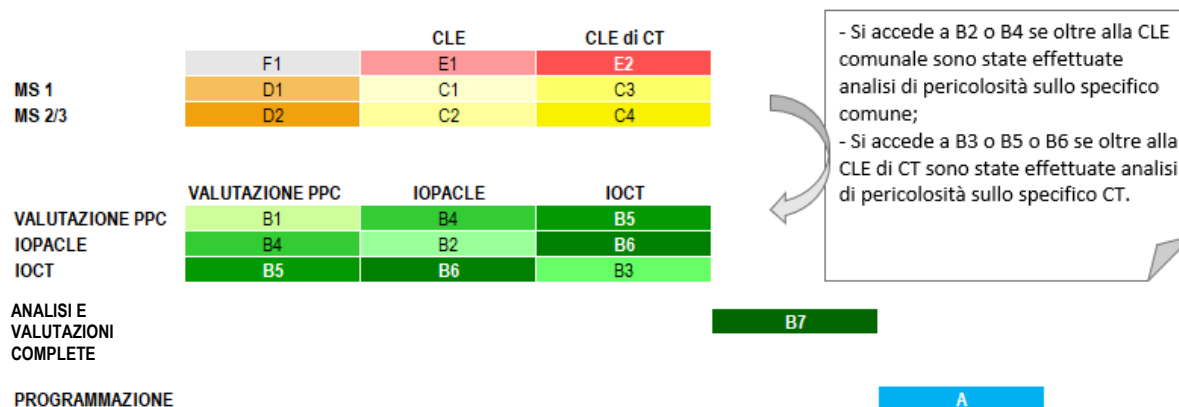 CLE CLE di CT
F1 E1 E2
MS 1 D1 C1 C3
MS 2/3 D2 C2 C4
- Si accede a B2 o B4 se oltre alla CLE
comunale sono state effettuate
analisi di pericolosità sullo specifico
comune;
- Si accede a B3 o B5 o B6 se oltre alla
CLE di CT sono state effettuate analisi
di pericolosità sullo specifico CT.
VALUTAZIONE PPC IOPACLE IOCT
VALUTAZIONE PPC B1 B4 B5
IOPACLE B4 B2 B6
IOCT B5 B6 B3
ANALISI E
VALUTAZIONI
COMPLETE
B7
PROGRAMMAZIONE A